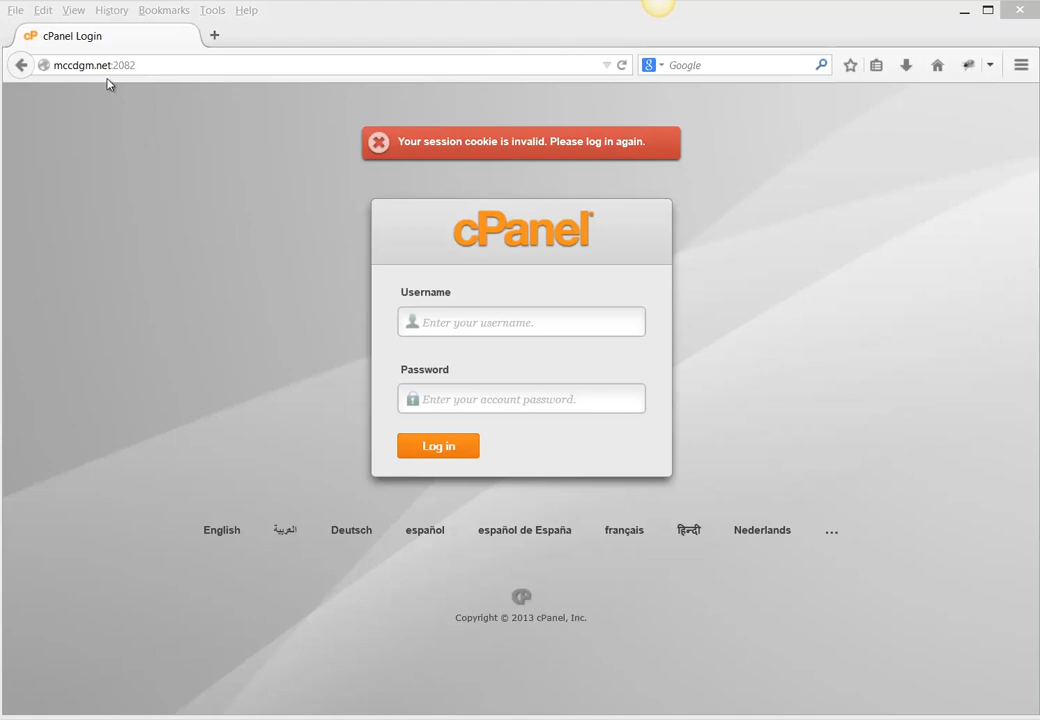 File Edit View History Bookmarks Tools Help
cP cPanel Login
mccdgm.net:2082
Google
Your session cookie is invalid. Please log in again.
cPanel®
Username
Enter your username.
Password
Enter your account password.
Log in
English العربية Deutsch español español de España français हिन्दी Nederlands ...
cP
Copyright © 2013 cPanel, Inc.